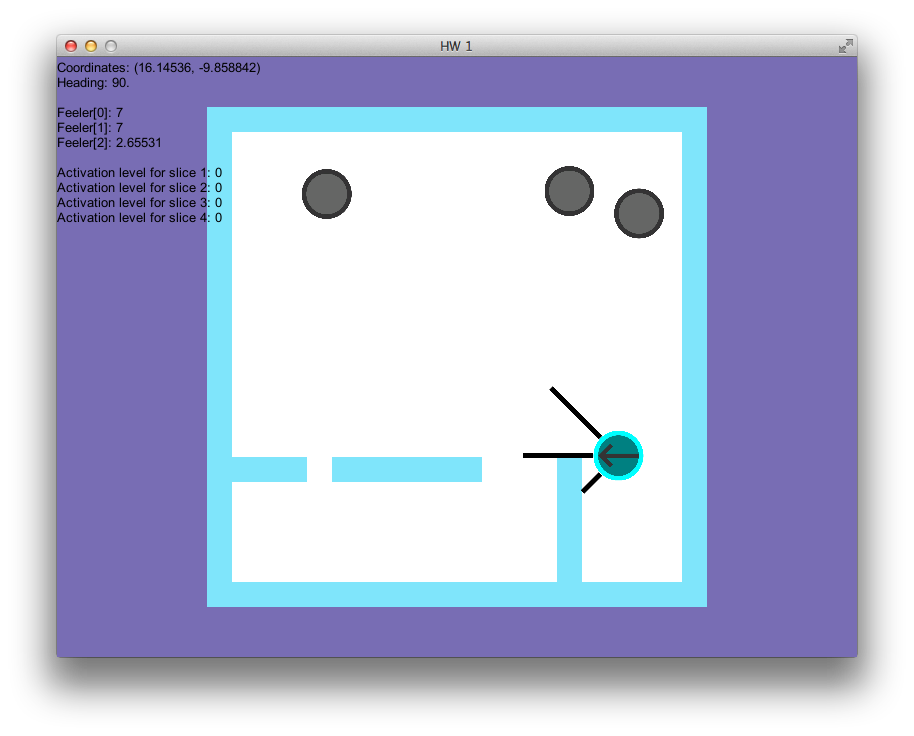 HW 1
Coordinates: (16.14536, -9.858842)
Heading: 90.
Feeler[0]: 7
Feeler[1]: 7
Feeler[2]: 2.65531
Activation level for slice 1: 0
Activation level for slice 2: 0
Activation level for slice 3: 0
Activation level for slice 4: 0